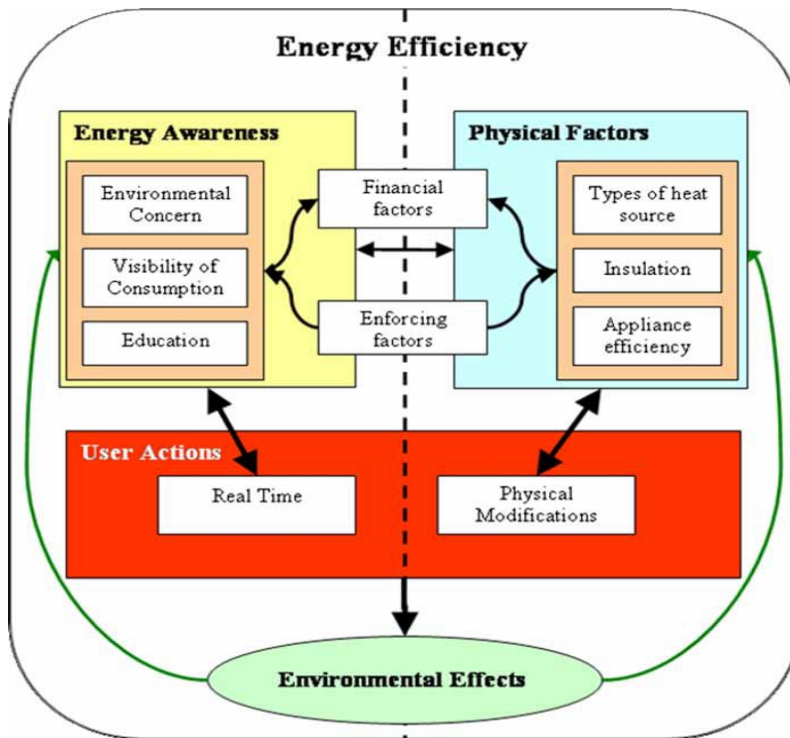 Energy Efficiency
Energy Awareness
Environmental
Concern
Visibility of
Consumption
Education
Financial
factors
Enforcing
factors
Physical Factors
Types of heat
source
Insulation
Appliance
efficiency
User Actions
Real Time
Physical
Modifications
Environmental Effects